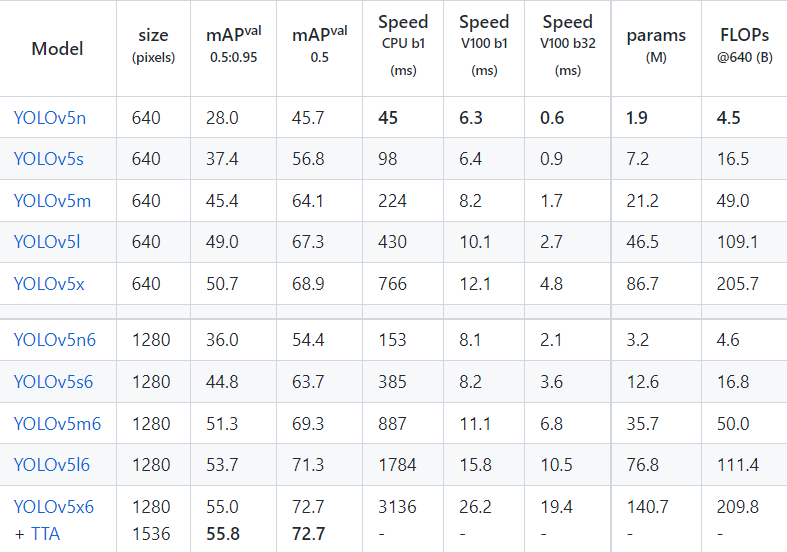 Model size (pixels) mAPval 0.5:0.95 mAPval 0.5 Speed CPU b1 (ms) Speed V100 b1 (ms) Speed V100 b32 (ms) params (M) FLOPs @640 (B)
YOLOv5n 640 28.0 45.7 45 6.3 0.6 1.9 4.5
YOLOv5s 640 37.4 56.8 98 6.4 0.9 7.2 16.5
YOLOv5m 640 45.4 64.1 224 8.2 1.7 21.2 49.0
YOLOv5l 640 49.0 67.3 430 10.1 2.7 46.5 109.1
YOLOv5x 640 50.7 68.9 766 12.1 4.8 86.7 205.7
YOLOv5n6 1280 36.0 54.4 153 8.1 2.1 3.2 4.6
YOLOv5s6 1280 44.8 63.7 385 8.2 3.6 12.6 16.8
YOLOv5m6 1280 51.3 69.3 887 11.1 6.8 35.7 50.0
YOLOv5l6 1280 53.7 71.3 1784 15.8 10.5 76.8 111.4
YOLOv5x6 1280 55.0 72.7 3136 26.2 19.4 140.7 209.8
+ TTA 1536 55.8 72.7 - - - - -